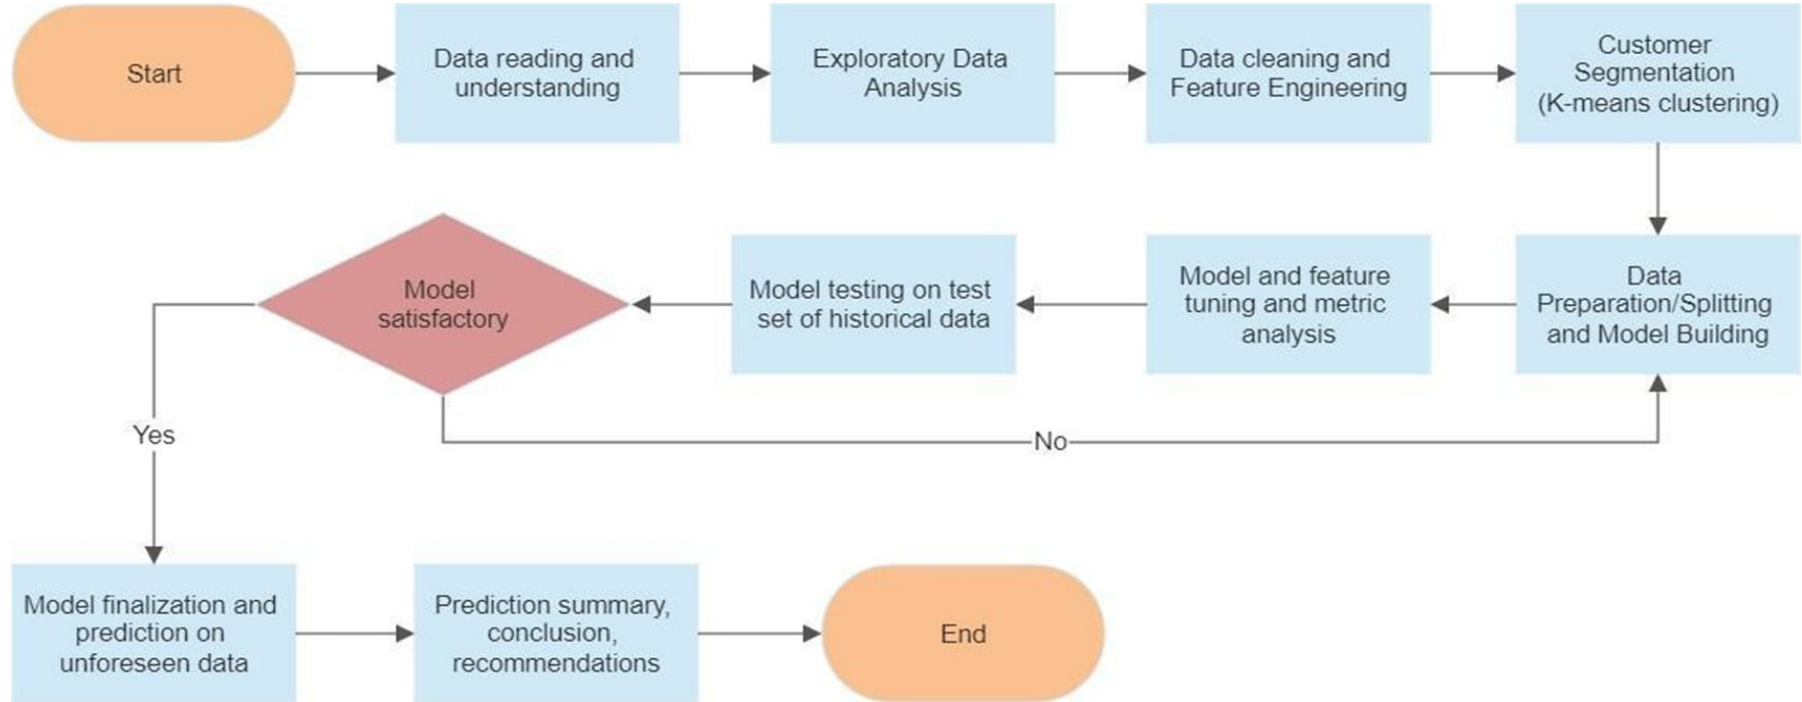 Start
Data reading and
understanding
Exploratory Data
Analysis
Data cleaning and
Feature Engineering
Customer
Segmentation
(K-means clustering)
Data
Preparation/Splitting
and Model Building
Model and feature
tuning and metric
analysis
Model testing on test
set of historical data
Model
satisfactory
Yes
No
Model finalization and
prediction on
unforeseen data
Prediction summary,
conclusion,
recommendations
End